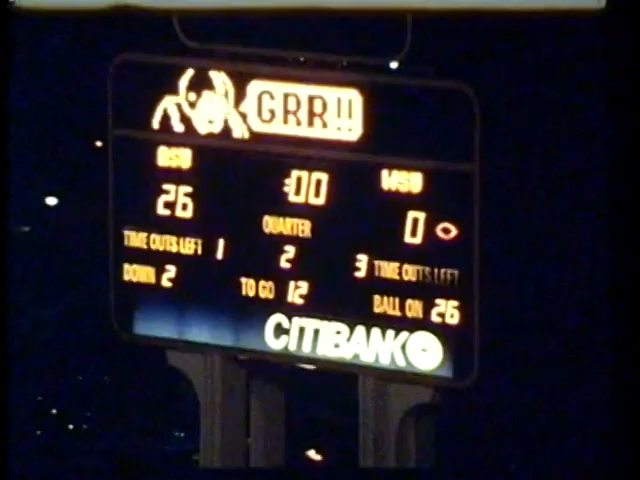 GRR!!
ASU WSU
26 :00 0
QUARTER
TIME OUTS LEFT 1 2 3 TIME OUTS LEFT
DOWN 2 TO GO 12 BALL ON 26
CITIBANK